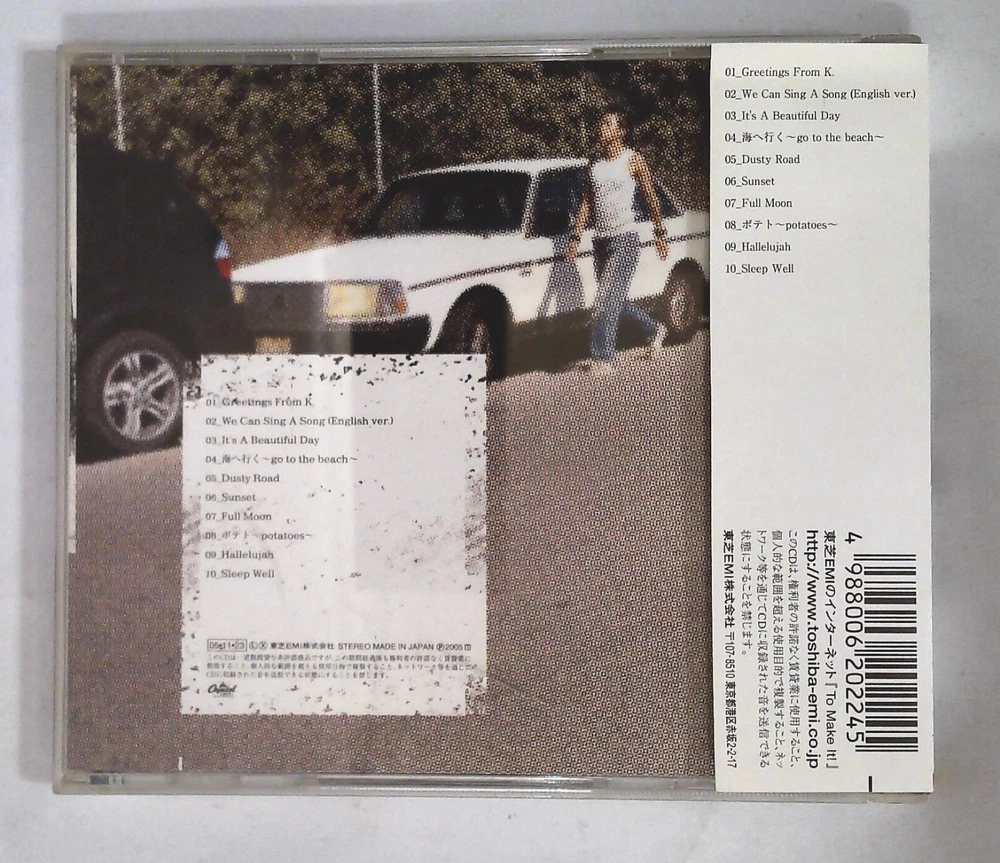 01_Greetings From K.
02_We Can Sing A Song (English ver.)
03_It's A Beautiful Day
04_海へ行く〜go to the beach〜
05_Dusty Road
06_Sunset
07_Full Moon
08_ポテト〜potatoes〜
09_Hallelujah
10_Sleep Well
05・11・23 Ⓛ Ⓧ 東芝EMI株式会社 STEREO MADE IN JAPAN Ⓟ2005
Capitol
01_Greetings From K.
02_We Can Sing A Song (English ver.)
03_It's A Beautiful Day
04_海へ行く〜go to the beach〜
05_Dusty Road
06_Sunset
07_Full Moon
08_ポテト〜potatoes〜
09_Hallelujah
10_Sleep Well
4 988006 202245
東芝EMIのインターネット『To Make It!』
http://www.toshiba-emi.co.jp
このCDは、権利者の許諾なく賃貸業に使用すること、
個人的な範囲を超える使用目的で複製すること、ネッ
トワーク等を通じてCDに収録された音を送信できる
状態にすることを禁じます。
東芝EMI株式会社 〒107-8510 東京都港区赤坂2-2-17